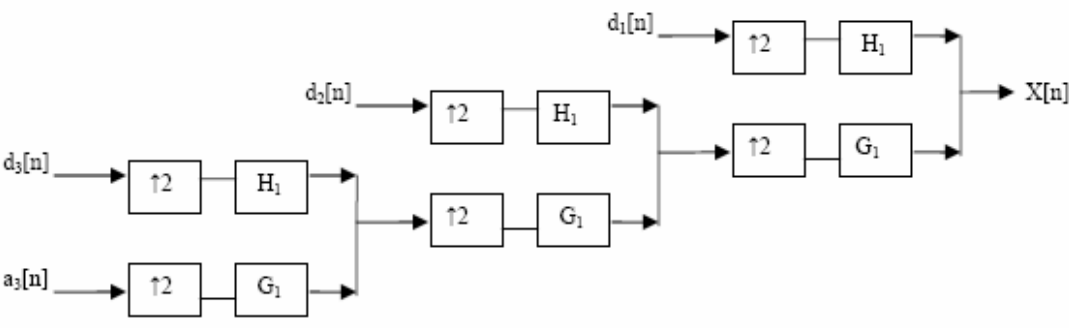 d₁[n] ↑2 H₁
X[n]
d₂[n] ↑2 H₁ ↑2 G₁
d₃[n] ↑2 H₁
↑2 G₁
a₃[n] ↑2 G₁